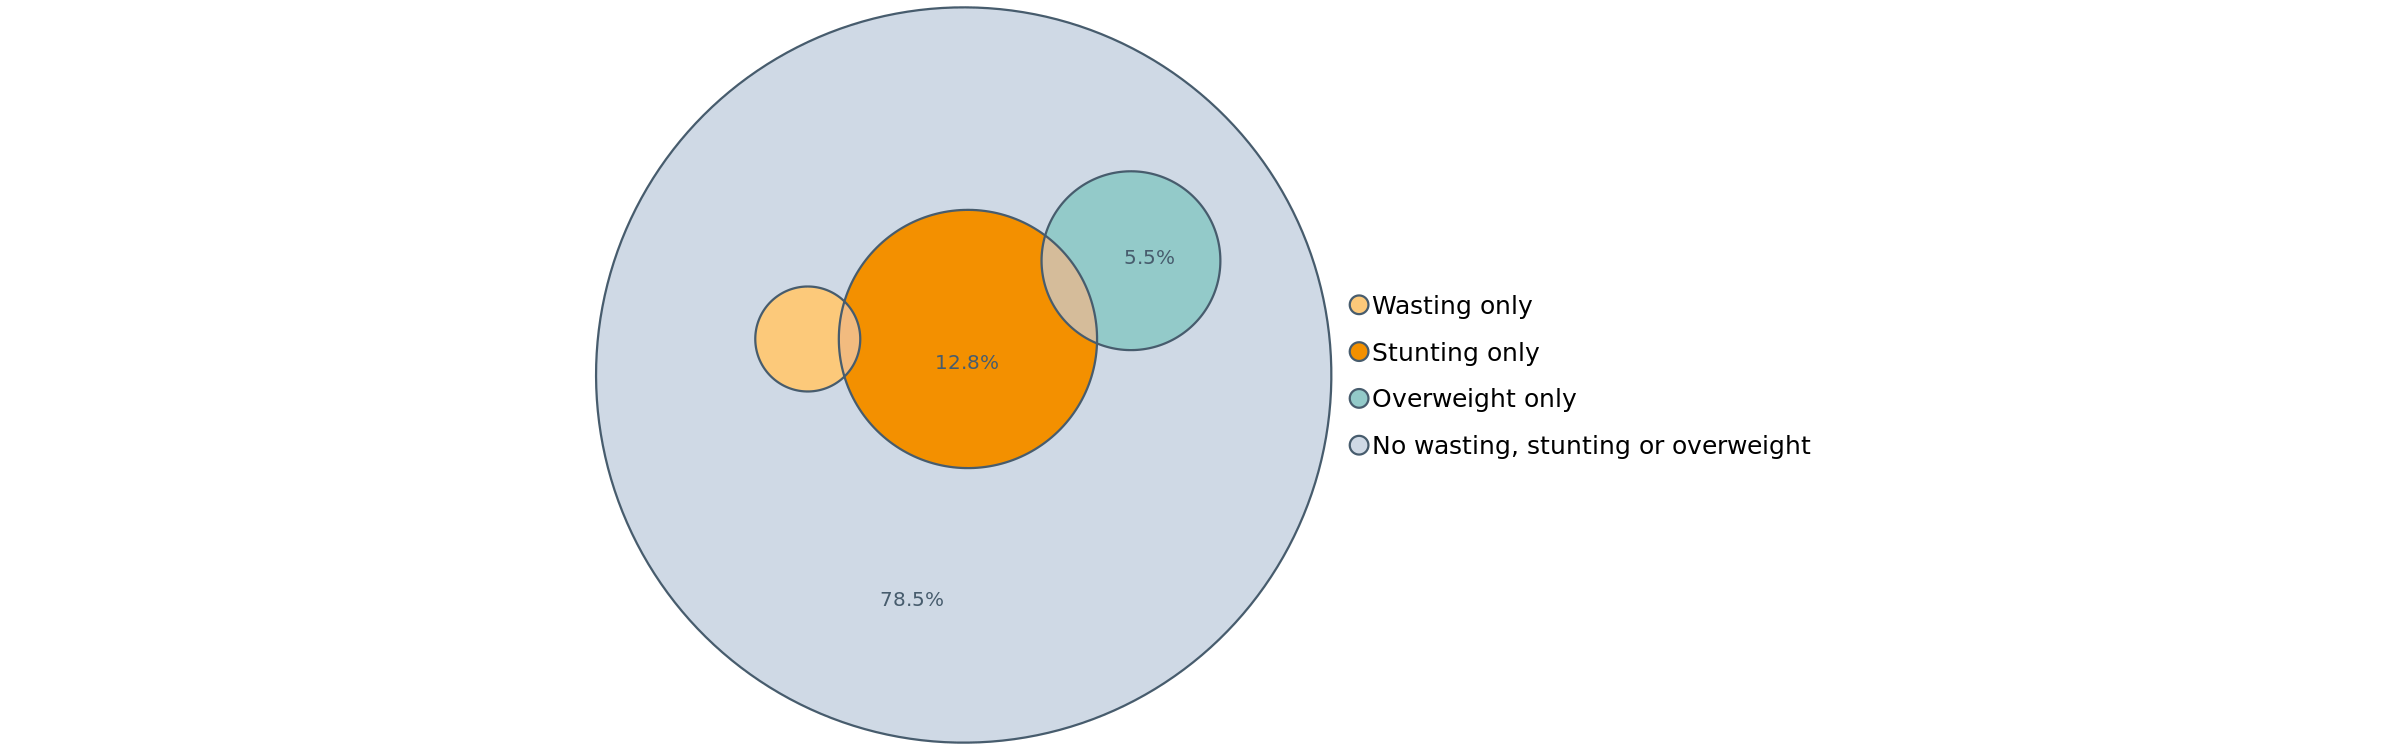 5.5%
12.8%
78.5%
Wasting only
Stunting only
Overweight only
No wasting, stunting or overweight